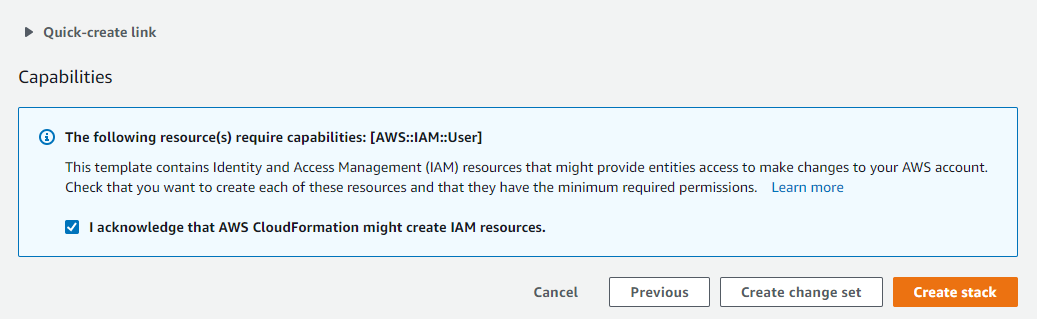 Quick-create link
Capabilities
The following resource(s) require capabilities: [AWS::IAM::User]
This template contains Identity and Access Management (IAM) resources that might provide entities access to make changes to your AWS account.
Check that you want to create each of these resources and that they have the minimum required permissions. Learn more
I acknowledge that AWS CloudFormation might create IAM resources.
Cancel Previous Create change set Create stack